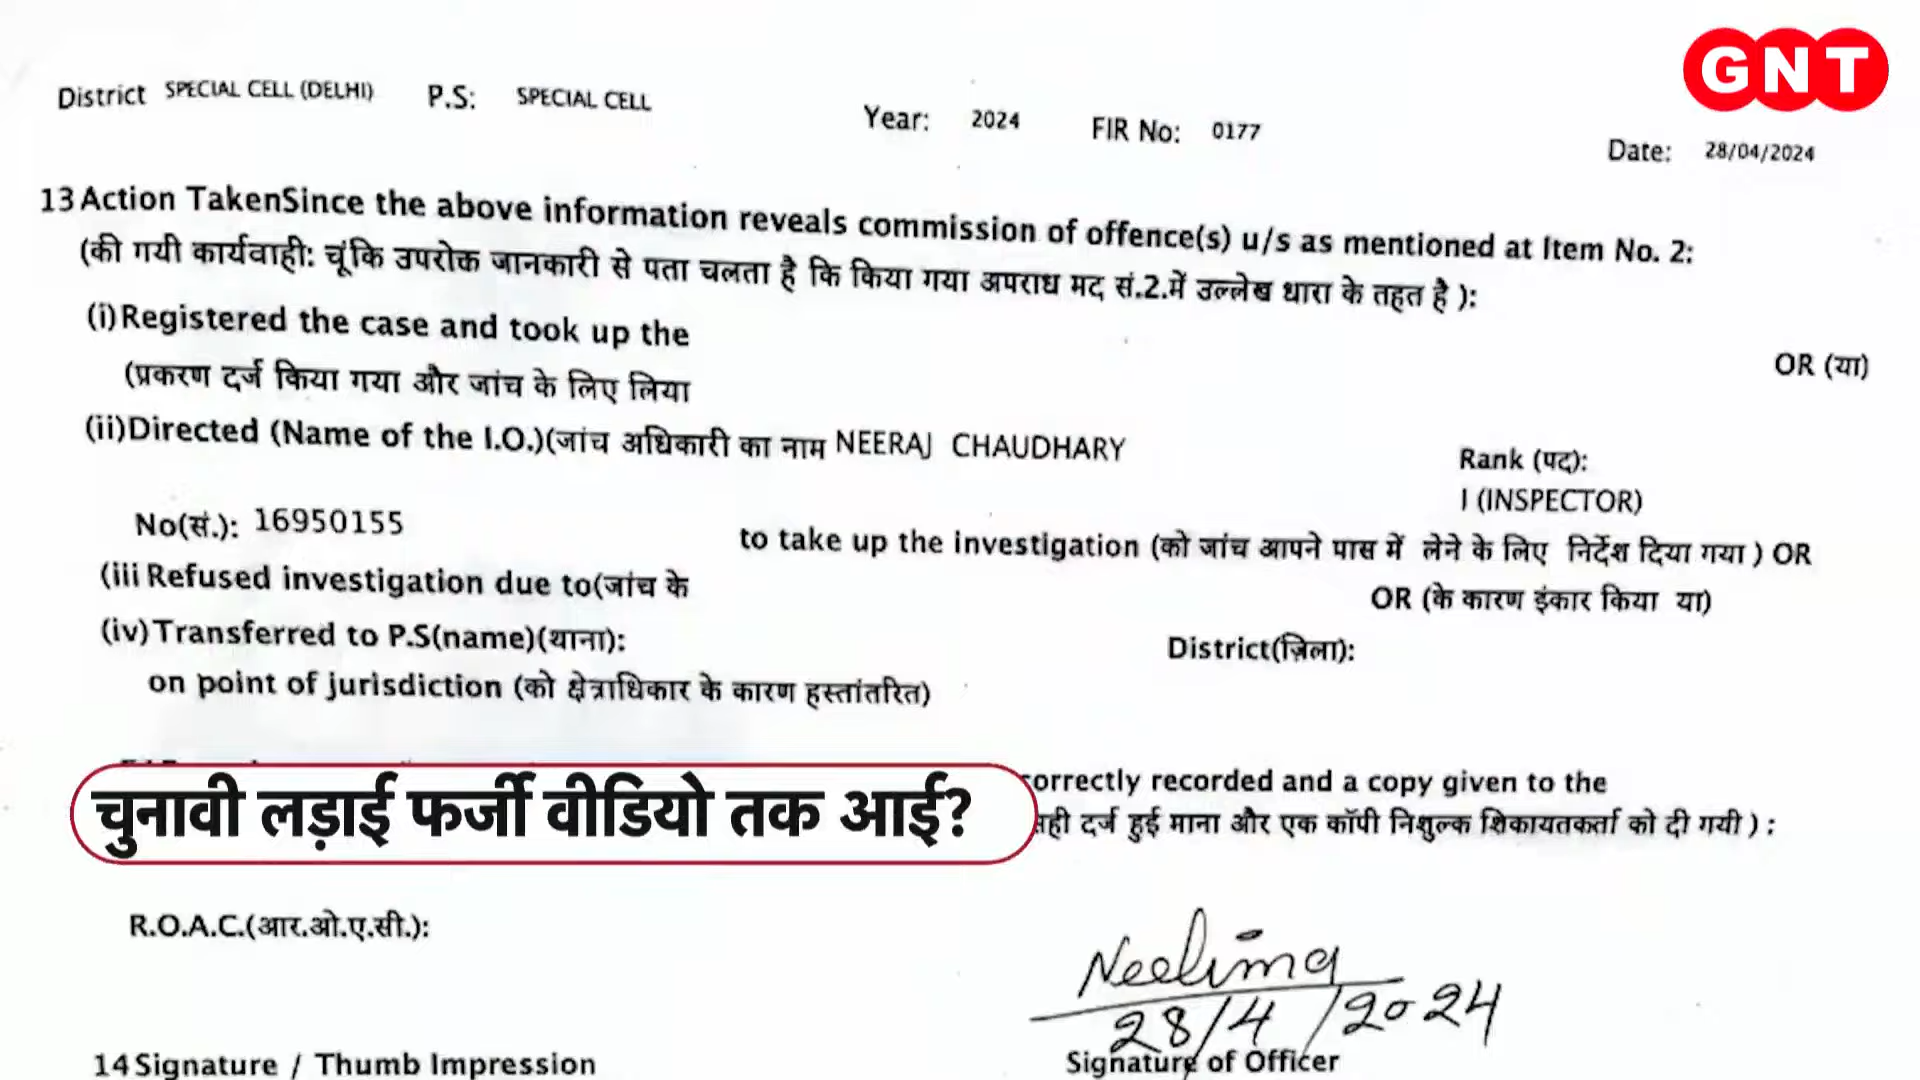 GNT
District SPECIAL CELL (DELHI) P.S: SPECIAL CELL Year: 2024 FIR No: 0177 Date: 28/04/2024
13 Action TakenSince the above information reveals commission of offence(s) u/s as mentioned at Item No. 2:
(की गयी कार्यवाही: चूंकि उपरोक्त जानकारी से पता चलता है कि किया गया अपराध मद सं.2.में उल्लेख धारा के तहत है ):
(i) Registered the case and took up the
OR (या)
(प्रकरण दर्ज किया गया और जांच के लिए लिया
(ii) Directed (Name of the I.O.)(जांच अधिकारी का नाम NEERAJ CHAUDHARY
Rank (पद):
I (INSPECTOR)
No(सं.): 16950155
to take up the investigation (को जांच आपने पास में लेने के लिए निर्देश दिया गया ) OR
(iii Refused investigation due to(जांच के
OR (के कारण इंकार किया या)
(iv) Transferred to P.S(name)(थाना):
District(ज़िला):
on point of jurisdiction (को क्षेत्राधिकार के कारण हस्तांतरित)
correctly recorded and a copy given to the
चुनावी लड़ाई फर्जी वीडियो तक आई?
सही दर्ज हुई माना और एक कॉपी निशुल्क शिकायतकर्ता को दी गयी ) :
R.O.A.C.(आर.ओ.ए.सी.):
Neelima
28/4/2024
14 Signature / Thumb Impression
Signature of Officer